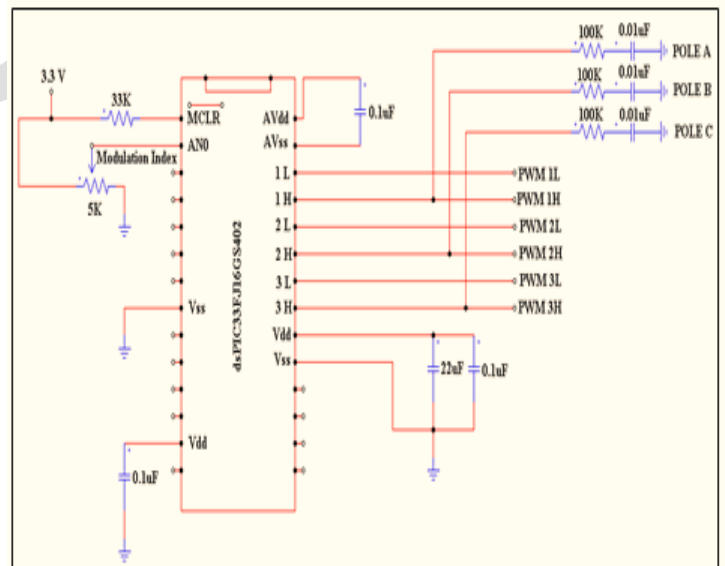 100K 0.01uF
POLE A
3.3 V
100K 0.01uF
POLE B
33K
100K 0.01uF
POLE C
MCLR
AVdd
0.1uF
AN0
AVss
Modulation Index
1 L
PWM 1L
1 H
PWM 1H
5K
2 L
PWM 2L
2 H
PWM 2H
3 L
PWM 3L
Vss
3 H
PWM 3H
dsPIC33FJ16GS402
Vdd
Vss
22uF
0.1uF
Vdd
0.1uF